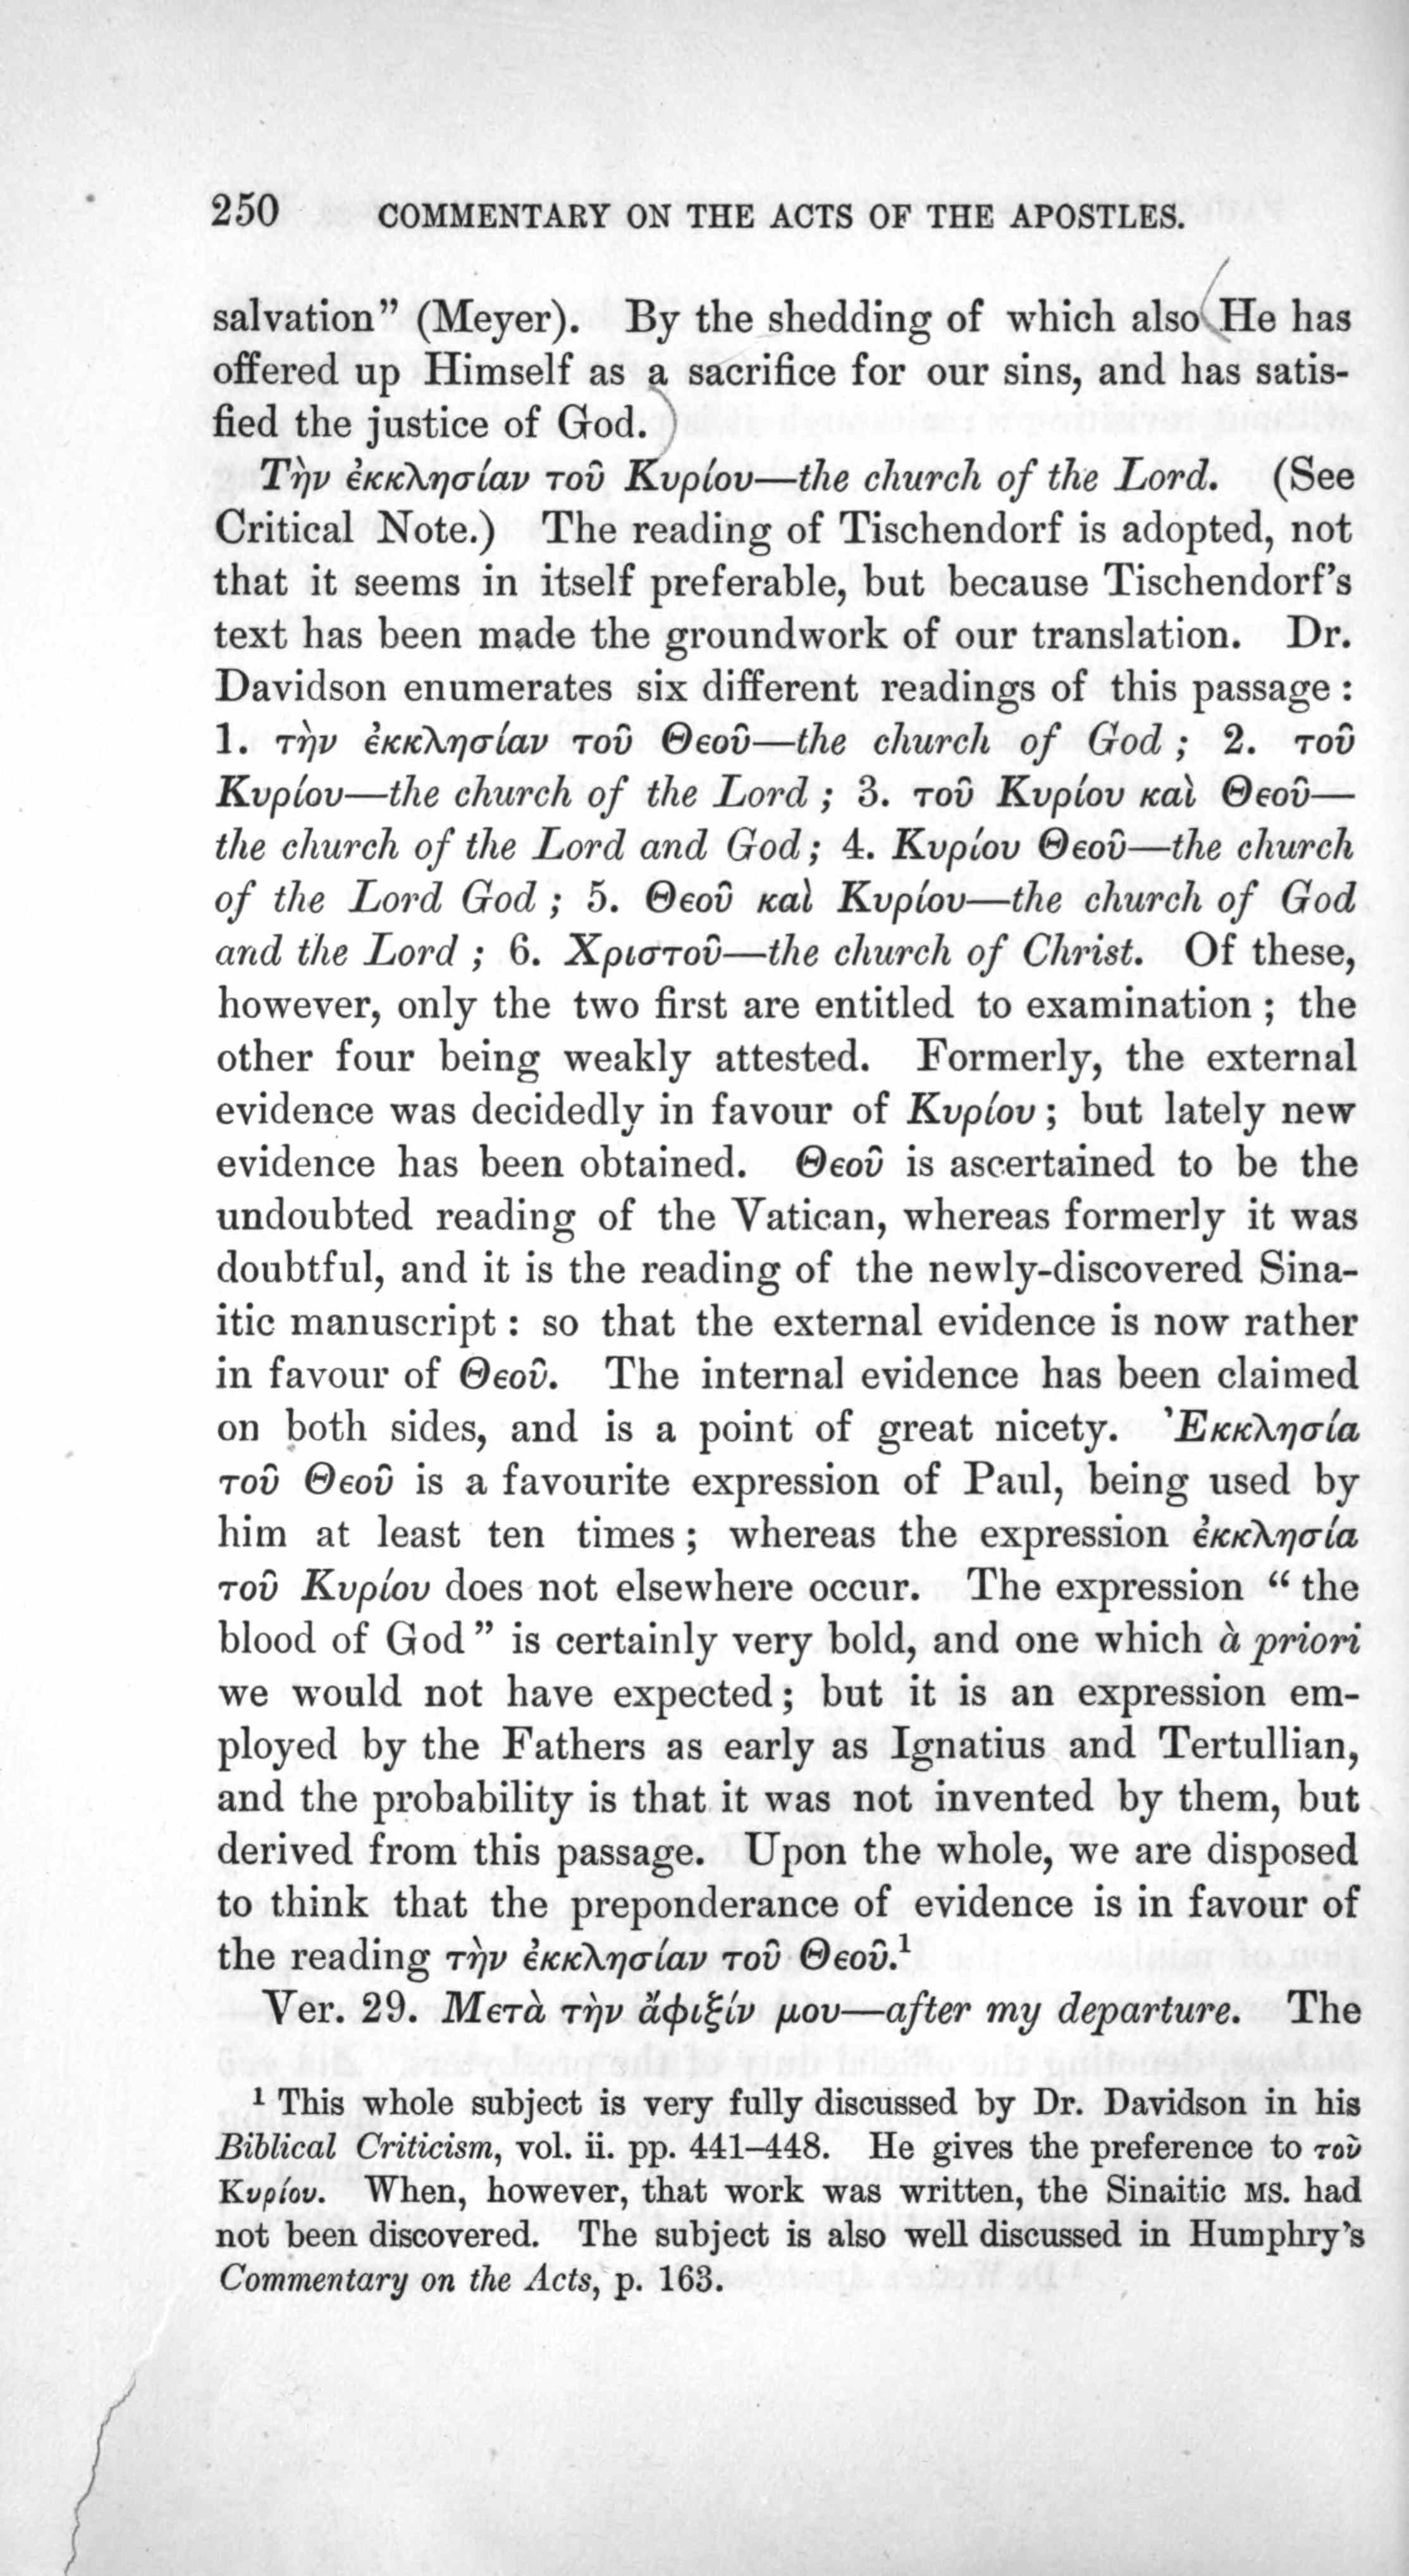 250 COMMENTARY ON THE ACTS OF THE APOSTLES.
salvation” (Meyer). By the shedding of which also He has
offered up Himself as a sacrifice for our sins, and has satis-
fied the justice of God.
Τὴν ἐκκλησίαν τοῦ Κυρίου—the church of the Lord. (See
Critical Note.) The reading of Tischendorf is adopted, not
that it seems in itself preferable, but because Tischendorf’s
text has been made the groundwork of our translation. Dr.
Davidson enumerates six different readings of this passage :
1. τὴν ἐκκλησίαν τοῦ Θεοῦ—the church of God ; 2. τοῦ
Κυρίου—the church of the Lord ; 3. τοῦ Κυρίου καὶ Θεοῦ—
the church of the Lord and God ; 4. Κυρίου Θεοῦ—the church
of the Lord God ; 5. Θεοῦ καὶ Κυρίου—the church of God
and the Lord ; 6. Χριστοῦ—the church of Christ. Of these,
however, only the two first are entitled to examination ; the
other four being weakly attested. Formerly, the external
evidence was decidedly in favour of Κυρίου ; but lately new
evidence has been obtained. Θεοῦ is ascertained to be the
undoubted reading of the Vatican, whereas formerly it was
doubtful, and it is the reading of the newly-discovered Sina-
itic manuscript : so that the external evidence is now rather
in favour of Θεοῦ. The internal evidence has been claimed
on both sides, and is a point of great nicety. Ἐκκλησία
τοῦ Θεοῦ is a favourite expression of Paul, being used by
him at least ten times ; whereas the expression ἐκκλησία
τοῦ Κυρίου does not elsewhere occur. The expression “ the
blood of God ” is certainly very bold, and one which à priori
we would not have expected ; but it is an expression em-
ployed by the Fathers as early as Ignatius and Tertullian,
and the probability is that it was not invented by them, but
derived from this passage. Upon the whole, we are disposed
to think that the preponderance of evidence is in favour of
the reading τὴν ἐκκλησίαν τοῦ Θεοῦ.¹
Ver. 29. Μετὰ τὴν ἄφιξίν μου—after my departure. The
¹ This whole subject is very fully discussed by Dr. Davidson in his
Biblical Criticism, vol. ii. pp. 441–448. He gives the preference to τοῦ
Κυρίου. When, however, that work was written, the Sinaitic MS. had
not been discovered. The subject is also well discussed in Humphry’s
Commentary on the Acts, p. 163.